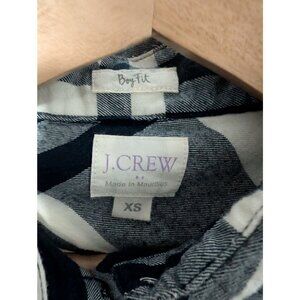 Boy Fit
J.CREW
Made in Mauritius
XS